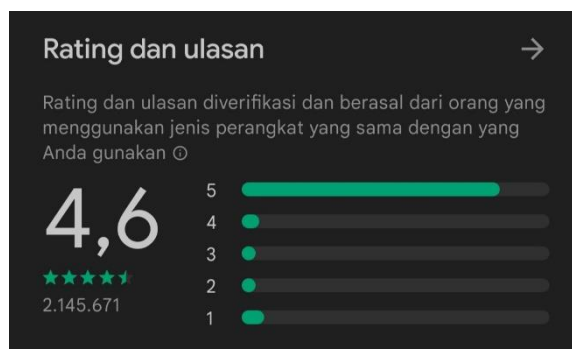 Rating dan ulasan
Rating dan ulasan diverifikasi dan berasal dari orang yang
menggunakan jenis perangkat yang sama dengan yang
Anda gunakan
4,6
2.145.671
5
4
3
2
1